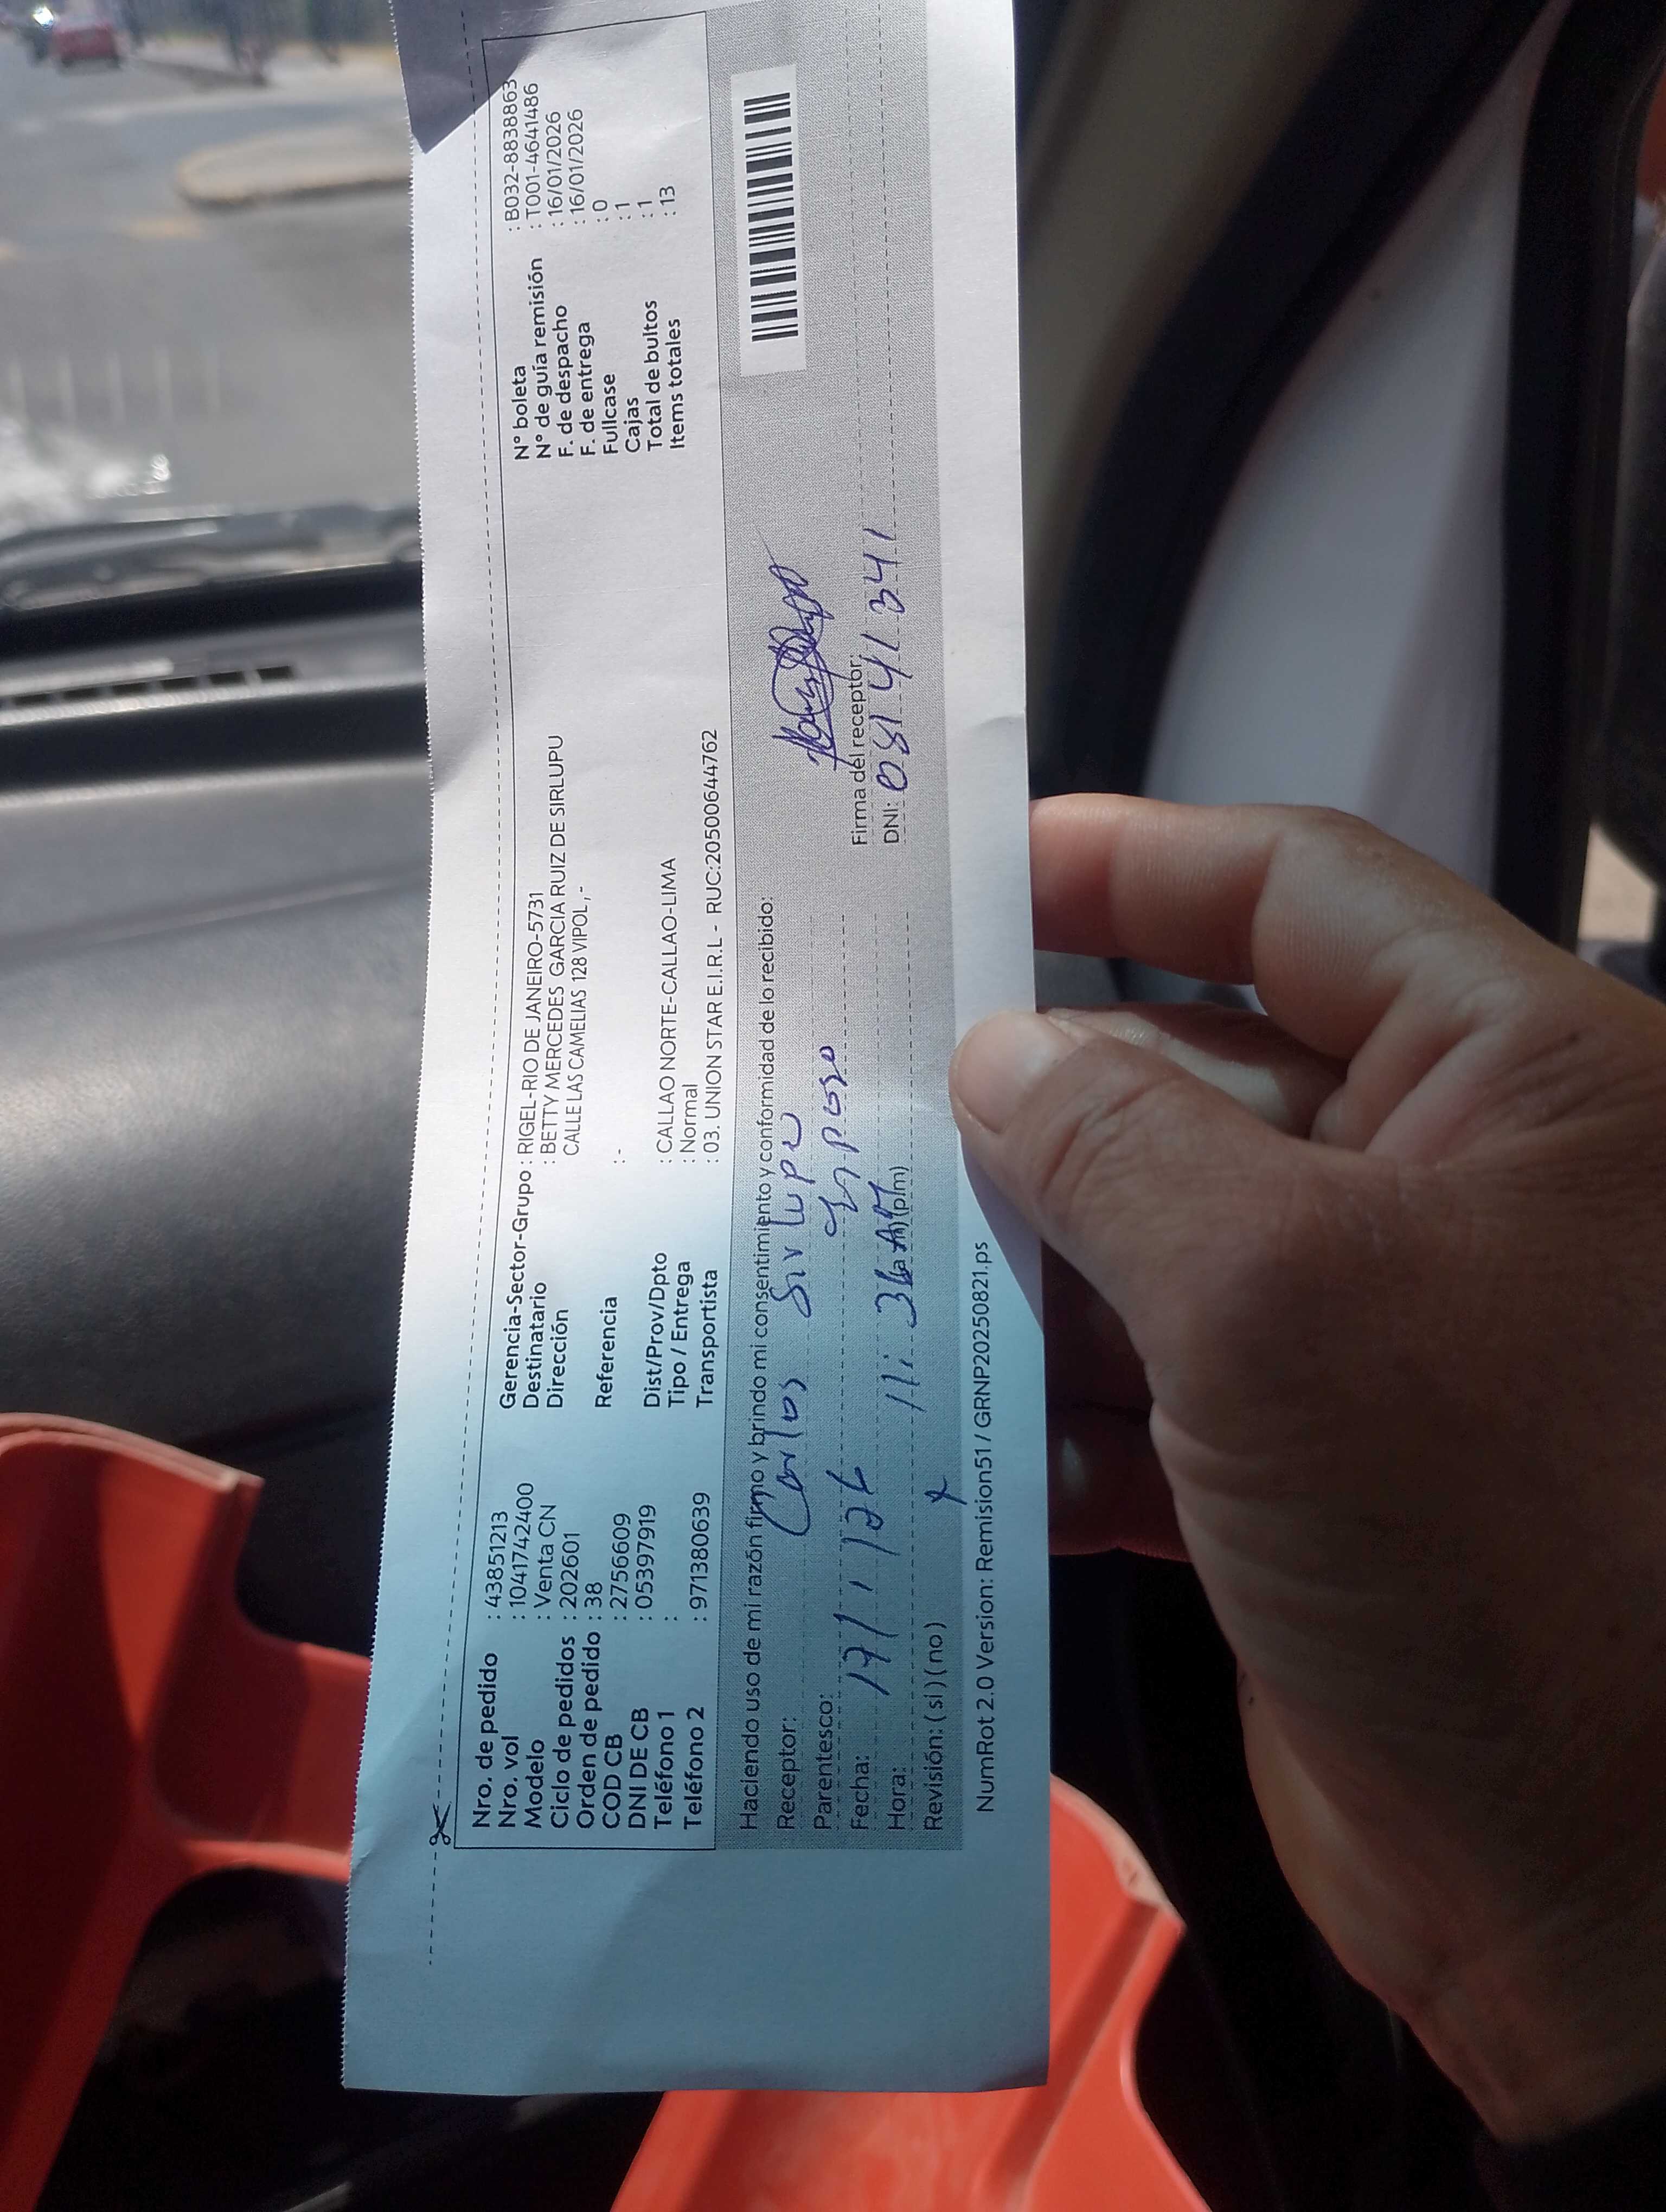 Nro. de pedido : 43851213
Nro. vol : 10417424​00
Modelo : Venta CN
Ciclo de pedidos : 202601
Orden de pedido : 38
COD CB : 2756609
DNI DE CB : 05397919
Teléfono 1 :
Teléfono 2 : 971380639
Gerencia-Sector-Grupo : RIGEL-RIO DE JANEIRO-5731
Destinatario : BETTY MERCEDES GARCIA RUIZ DE SIRLUPU
Dirección CALLE LAS CAMELIAS 128 VIPOL , -
Referencia : -
Dist/Prov/Dpto : CALLAO NORTE-CALLAO-LIMA
Tipo / Entrega : Normal
Transportista : 03. UNION STAR E.I.R.L - RUC:20500644762
N° boleta : B032-8838863
N° de guía remisión : T001-4641486
F. de despacho : 16/01/2026
F. de entrega : 16/01/2026
Fullcase : 0
Cajas : 1
Total de bultos : 1
Items totales : 13
Haciendo uso de mi razón firmo y brindo mi consentimiento y conformidad de lo recibido:
Receptor: Carlos Sirlupu
Parentesco: Esposo
Fecha: 17/1/26
Hora: 11:36 AM (a.m) (p/m)
Revisión: ( si ) ( no ) x
Firma del receptor:
DNI: 05141341
NumRot 2.0 Version: Remision51 / GRNP20250821.ps